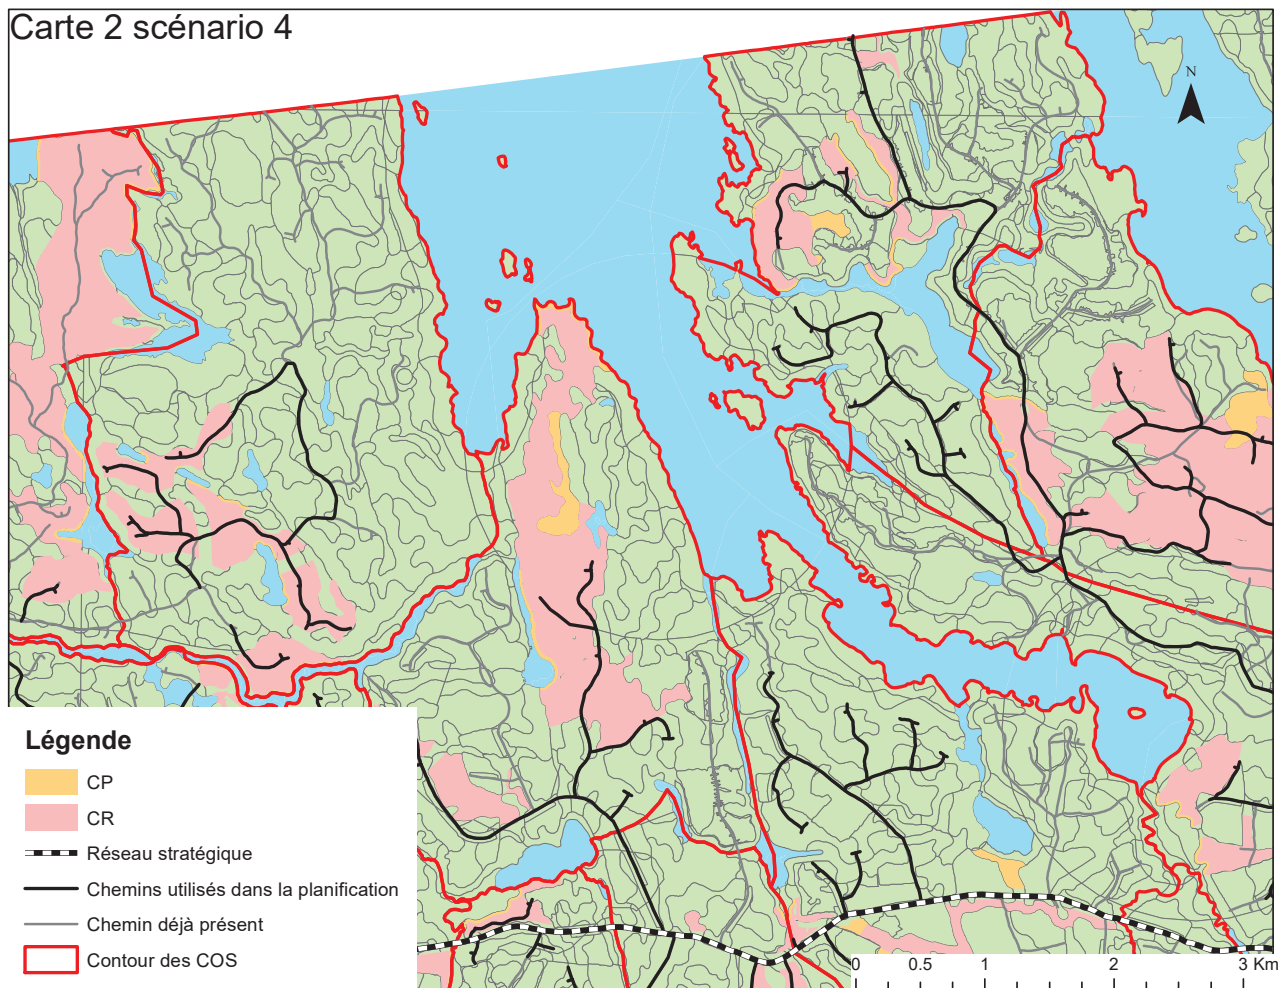 Carte 2 scénario 4
N
Légende
CP
CR
Réseau stratégique
Chemins utilisés dans la planification
Chemin déjà présent
Contour des COS
0 0.5 1 2 3 Km